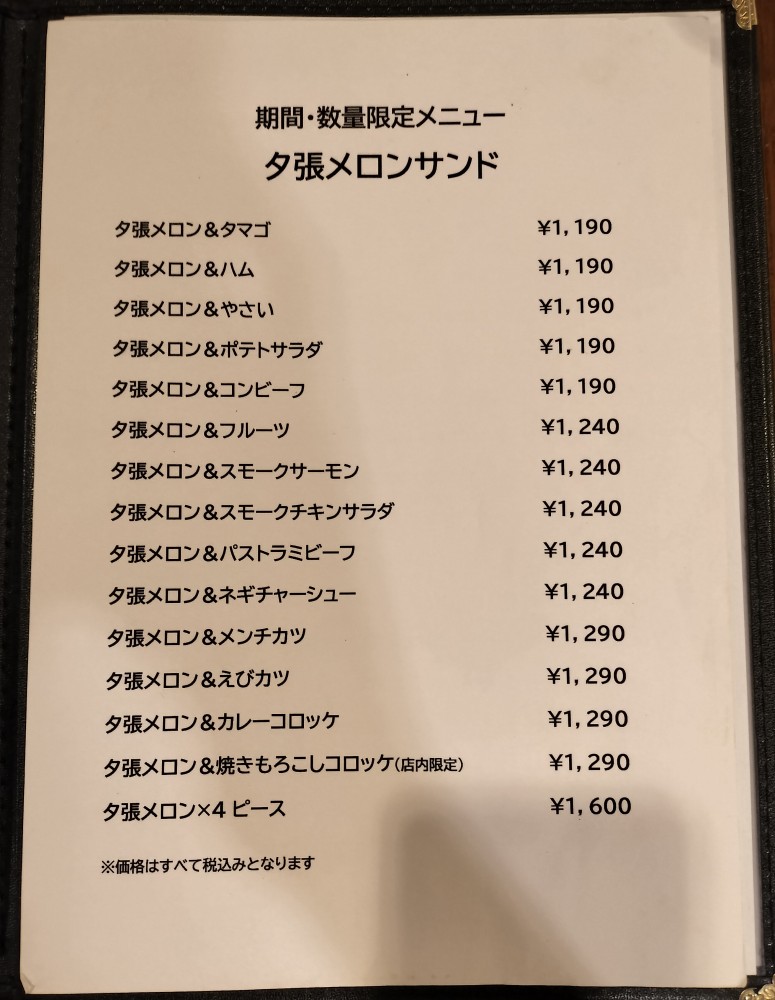 期間・数量限定メニュー
夕張メロンサンド
夕張メロン&タマゴ ¥1,190
夕張メロン&ハム ¥1,190
夕張メロン&やさい ¥1,190
夕張メロン&ポテトサラダ ¥1,190
夕張メロン&コンビーフ ¥1,190
夕張メロン&フルーツ ¥1,240
夕張メロン&スモークサーモン ¥1,240
夕張メロン&スモークチキンサラダ ¥1,240
夕張メロン&パストラミビーフ ¥1,240
夕張メロン&ネギチャーシュー ¥1,240
夕張メロン&メンチカツ ¥1,290
夕張メロン&えびカツ ¥1,290
夕張メロン&カレーコロッケ ¥1,290
夕張メロン&焼きもろこしコロッケ(店内限定) ¥1,290
夕張メロン×4 ピース ¥1,600
※価格はすべて税込みとなります